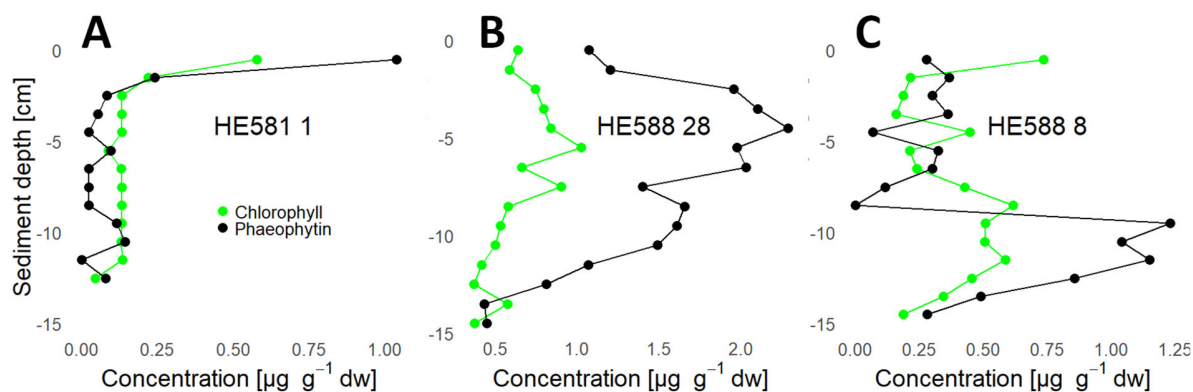 A
B
C
HE581 1
HE588 28
HE588 8
Chlorophyll
Phaeophytin
Sediment depth [cm]
0
-5
-10
-15
0.00 0.25 0.50 0.75 1.00
Concentration [µg g⁻¹ dw]
0
-5
-10
-15
0.5 1.0 1.5 2.0
Concentration [µg g⁻¹ dw]
0
-5
-10
-15
0.00 0.25 0.50 0.75 1.00 1.25
Concentration [µg g⁻¹ dw]